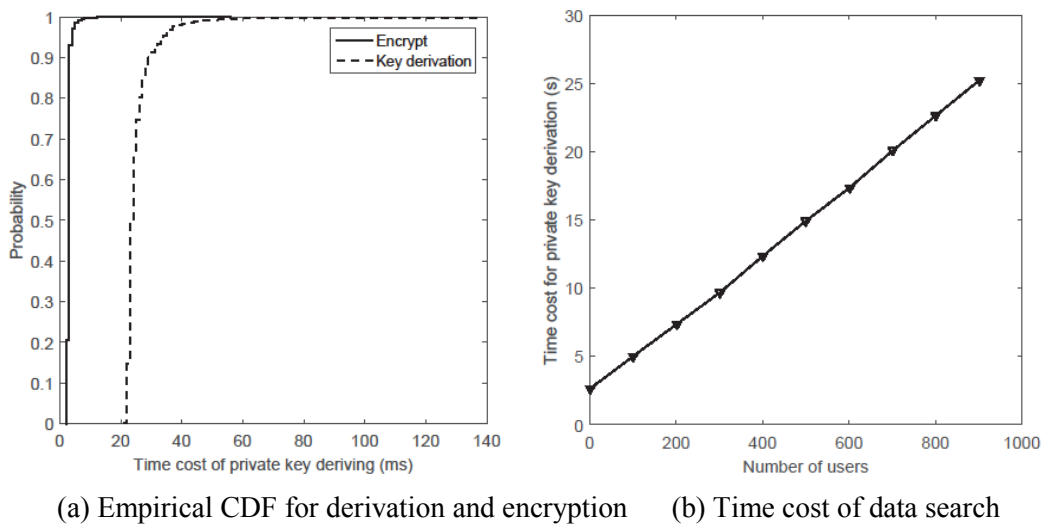 1
0.9
0.8
0.7
0.6
0.5
0.4
0.3
0.2
0.1
0
Probability
Encrypt
Key derivation
0 20 40 60 80 100 120 140
Time cost of private key deriving (ms)
(a) Empirical CDF for derivation and encryption
30
25
20
15
10
5
0
Time cost for private key derivation (s)
0 200 400 600 800 1000
Number of users
(b) Time cost of data search